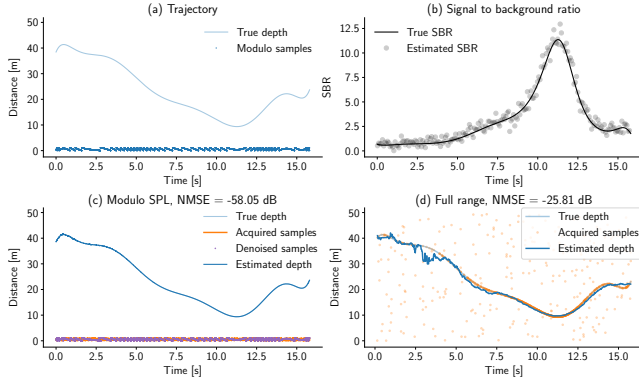 (a) Trajectory
50
40
30
20
10
0
Distance [m]
True depth
Modulo samples
0.0 2.5 5.0 7.5 10.0 12.5 15.0
Time [s]
(b) Signal to background ratio
12.5
10.0
7.5
5.0
2.5
0.0
SBR
True SBR
Estimated SBR
0.0 2.5 5.0 7.5 10.0 12.5 15.0
Time [s]
(c) Modulo SPL, NMSE = -58.05 dB
50
40
30
20
10
0
Distance [m]
True depth
Acquired samples
Denoised samples
Estimated depth
0.0 2.5 5.0 7.5 10.0 12.5 15.0
Time [s]
(d) Full range, NMSE = -25.81 dB
50
40
30
20
10
0
Distance [m]
True depth
Acquired samples
Estimated depth
0.0 2.5 5.0 7.5 10.0 12.5 15.0
Time [s]